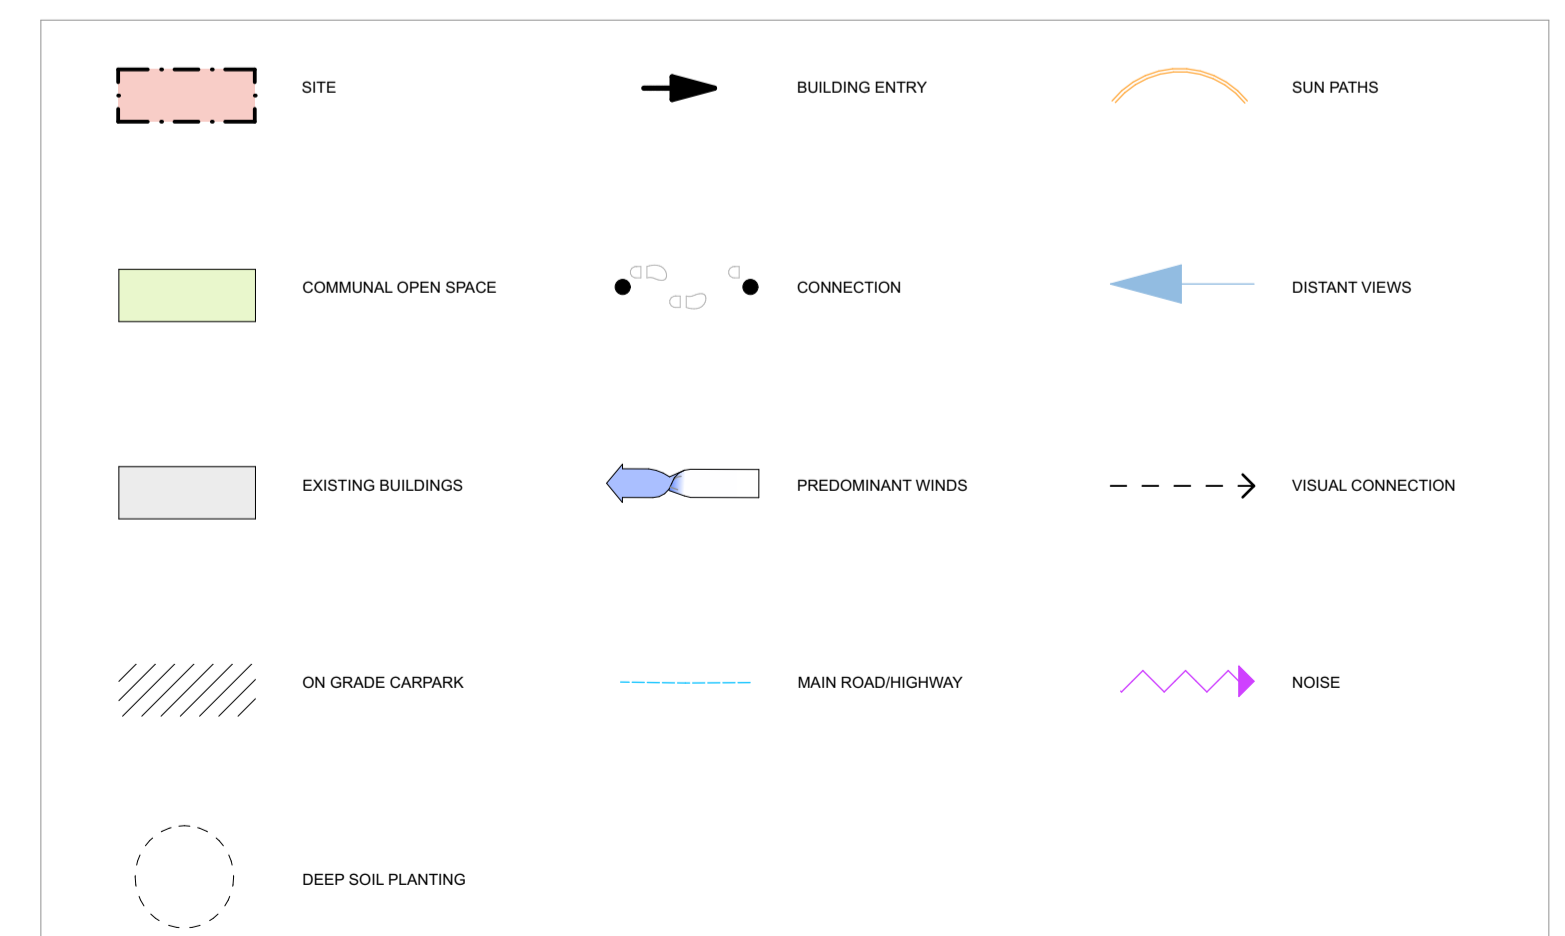 SITE
BUILDING ENTRY
SUN PATHS
COMMUNAL OPEN SPACE
CONNECTION
DISTANT VIEWS
EXISTING BUILDINGS
PREDOMINANT WINDS
VISUAL CONNECTION
ON GRADE CARPARK
MAIN ROAD/HIGHWAY
NOISE
DEEP SOIL PLANTING